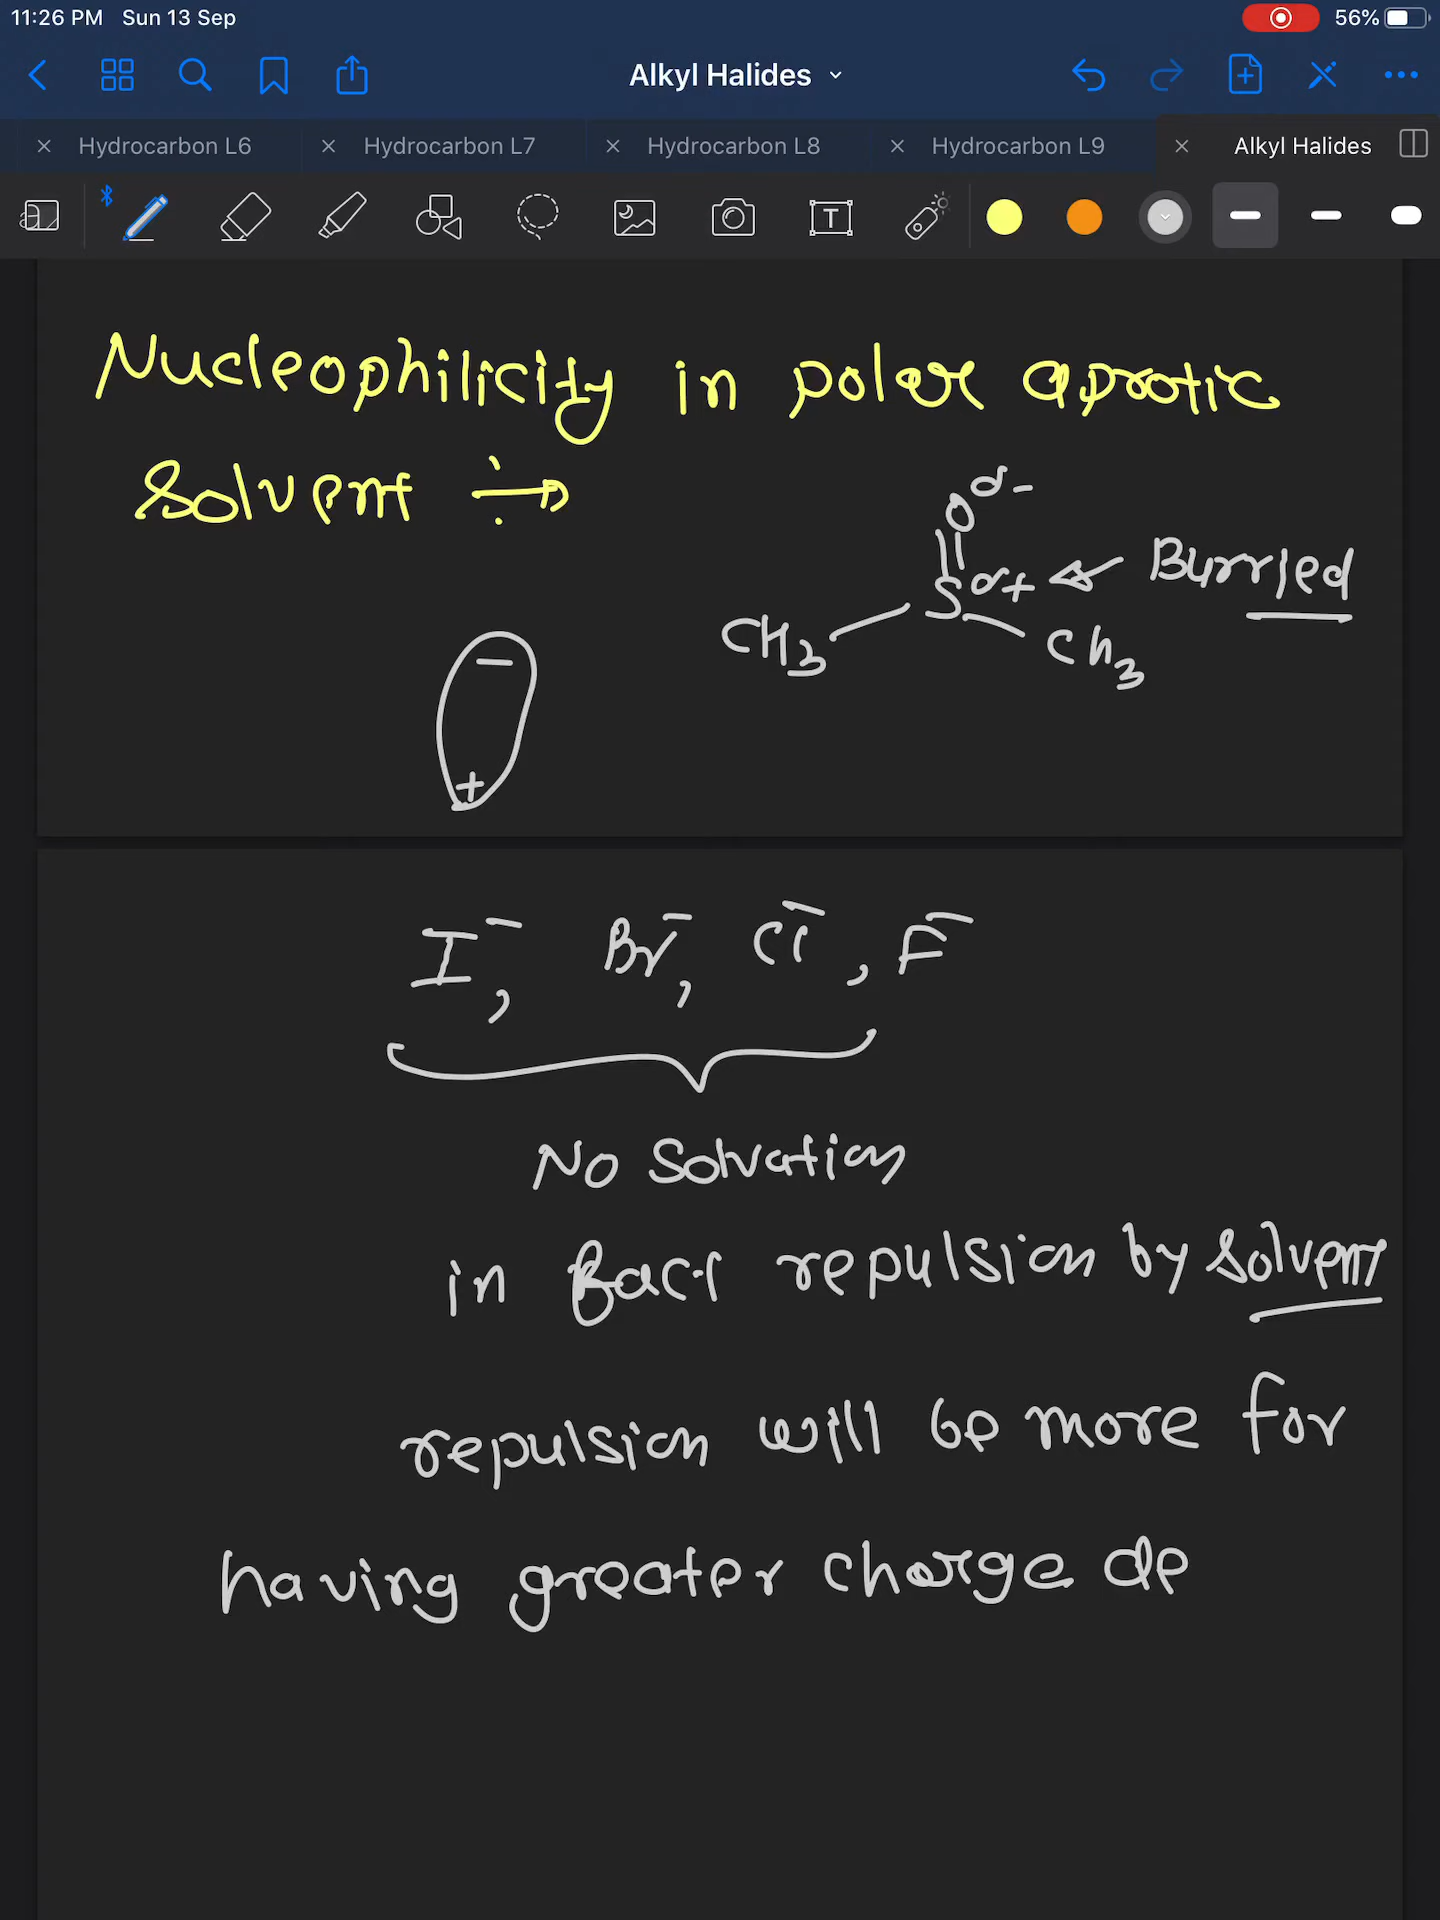 11:26 PM Sun 13 Sep 56%
Alkyl Halides
Hydrocarbon L6 Hydrocarbon L7 Hydrocarbon L8 Hydrocarbon L9 Alkyl Halides
a T
Nucleophilicity in polar aprotic
Solvent ÷→
Oδ-
Sδ+ ← Burried
CH3 Ch3
−
+
I⁻, Br⁻, Cl⁻, F⁻
No Solvation
in fact repulsion by solvent
repulsion will be more for
having greater charge de